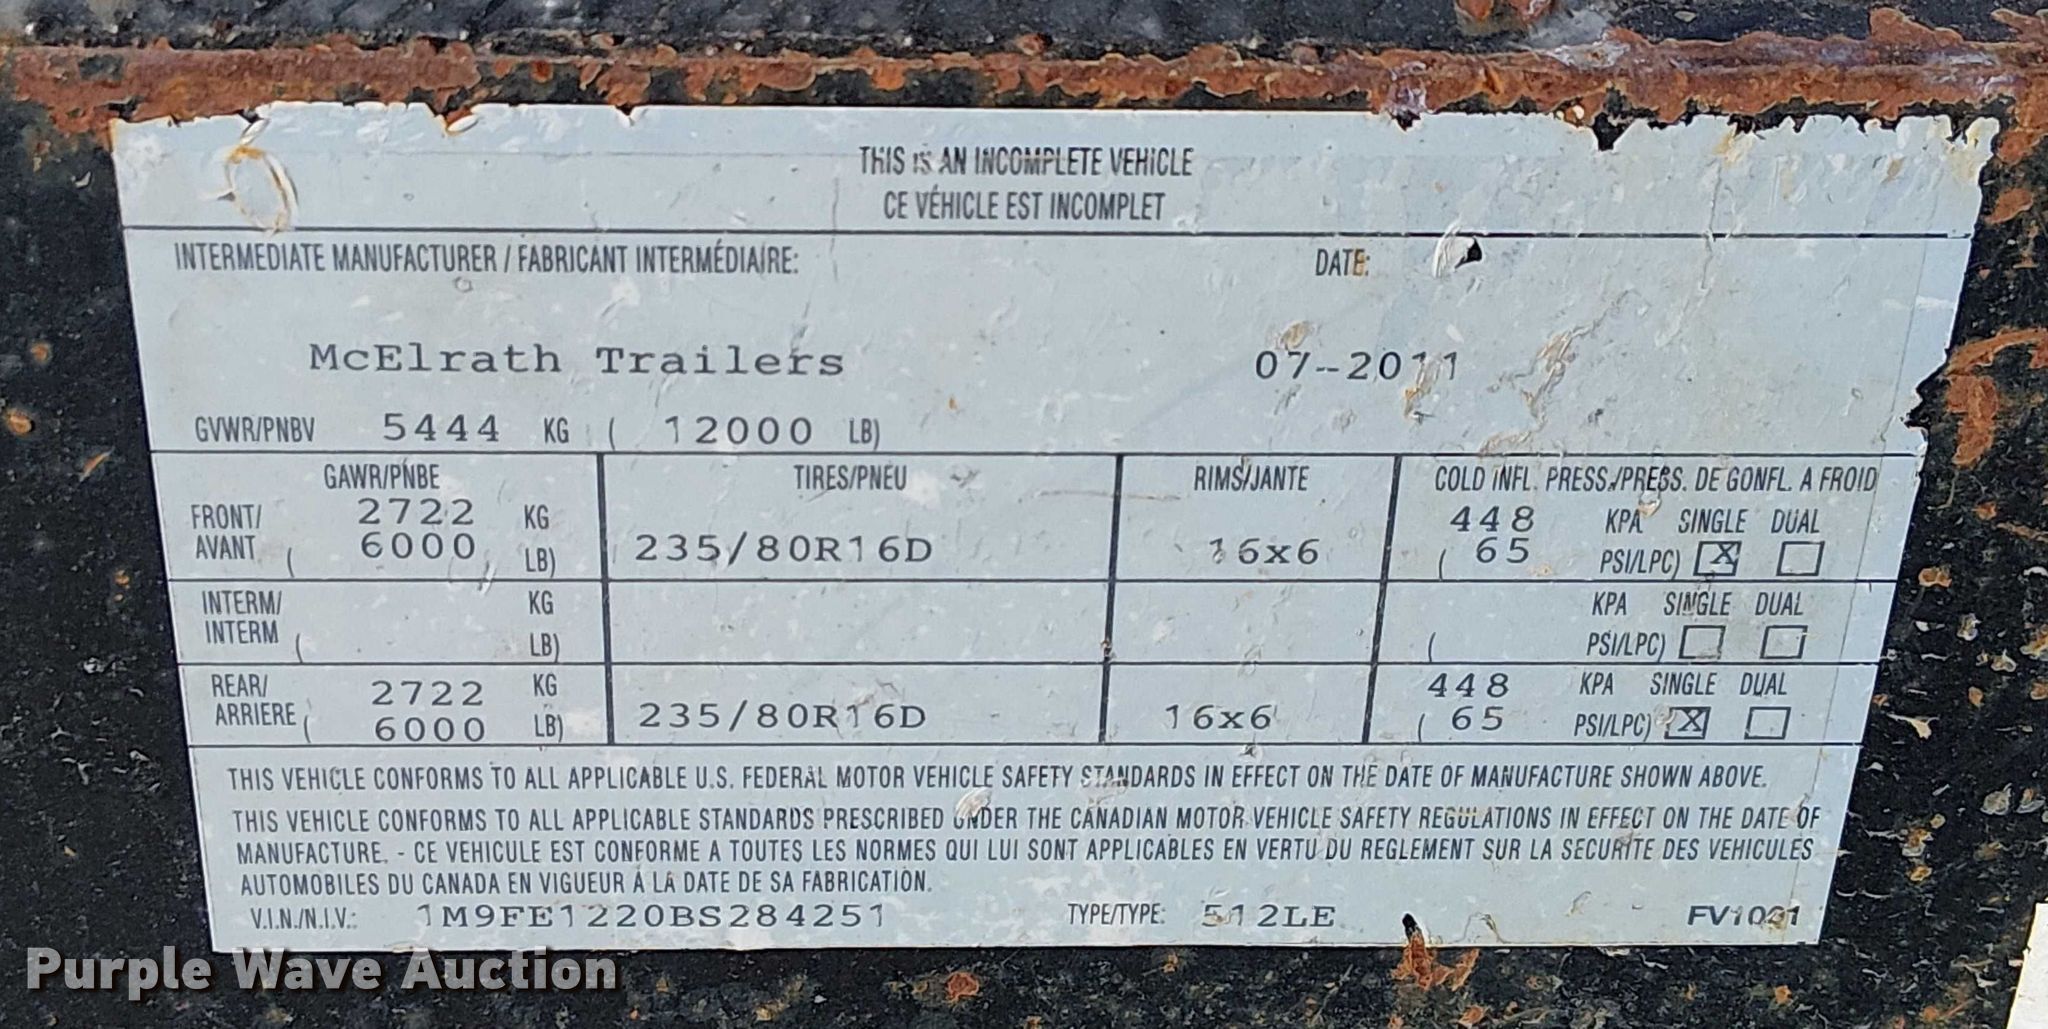 THIS IS AN INCOMPLETE VEHICLE
CE VÉHICLE EST INCOMPLET
INTERMEDIATE MANUFACTURER / FABRICANT INTERMÉDIAIRE: DATE:
McElrath Trailers 07-2011
GVWR/PNBV 5444 KG ( 12000 LB)
GAWR/PNBE TIRES/PNEU RIMS/JANTE COLD INFL. PRESS./PRESS. DE GONFL. A FROID
FRONT/ 2722 KG 448 KPA SINGLE DUAL
AVANT ( 6000 LB) 235/80R16D 16x6 ( 65 PSI/LPC) X
INTERM/ KG KPA SINGLE DUAL
INTERM ( LB) ( PSI/LPC)
REAR/ 2722 KG 448 KPA SINGLE DUAL
ARRIERE ( 6000 LB) 235/80R16D 16x6 ( 65 PSI/LPC) X
THIS VEHICLE CONFORMS TO ALL APPLICABLE U.S. FEDERAL MOTOR VEHICLE SAFETY STANDARDS IN EFFECT ON THE DATE OF MANUFACTURE SHOWN ABOVE.
THIS VEHICLE CONFORMS TO ALL APPLICABLE STANDARDS PRESCRIBED UNDER THE CANADIAN MOTOR VEHICLE SAFETY REGULATIONS IN EFFECT ON THE DATE OF
MANUFACTURE. - CE VEHICULE EST CONFORME A TOUTES LES NORMES QUI LUI SONT APPLICABLES EN VERTU DU REGLEMENT SUR LA SECURITE DES VEHICULES
AUTOMOBILES DU CANADA EN VIGUEUR À LA DATE DE SA FABRICATION.
V.I.N./N.I.V.: 1M9FE1220BS284251 TYPE/TYPE: 512LE
Purple Wave Auction